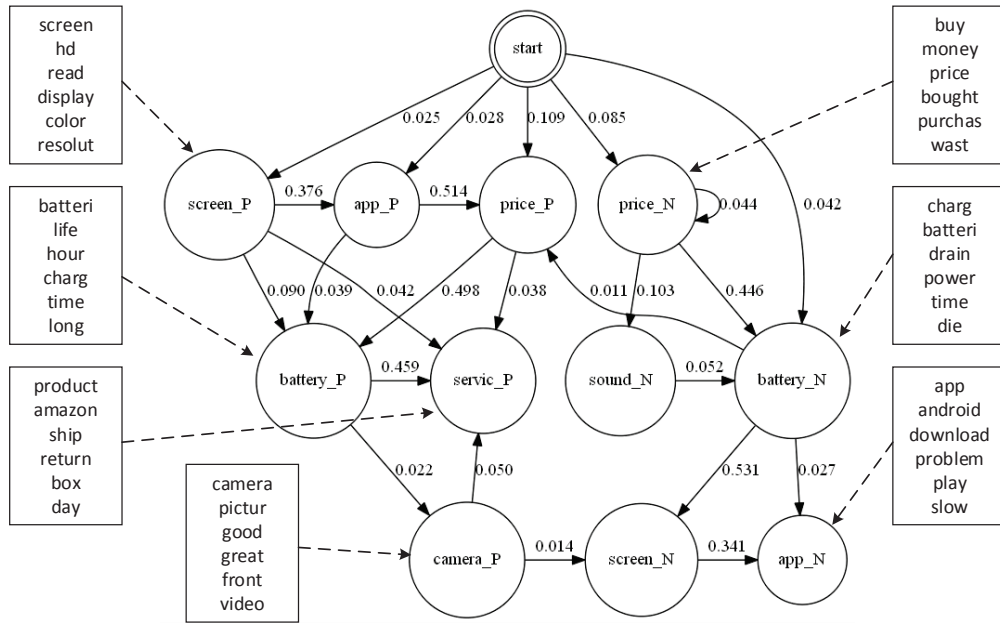 screen
hd
read
display
color
resolut
start
buy
money
price
bought
purchas
wast
0.025
0.028
0.109
0.085
0.042
screen_P
0.376
app_P
0.514
price_P
price_N
0.044
batteri
life
hour
charg
time
long
0.090
0.039
0.042
0.498
0.038
0.011
0.103
0.446
charg
batteri
drain
power
time
die
battery_P
0.459
servic_P
sound_N
0.052
battery_N
product
amazon
ship
return
box
day
0.022
0.050
0.531
0.027
app
android
download
problem
play
slow
camera
pictur
good
great
front
video
camera_P
0.014
screen_N
0.341
app_N